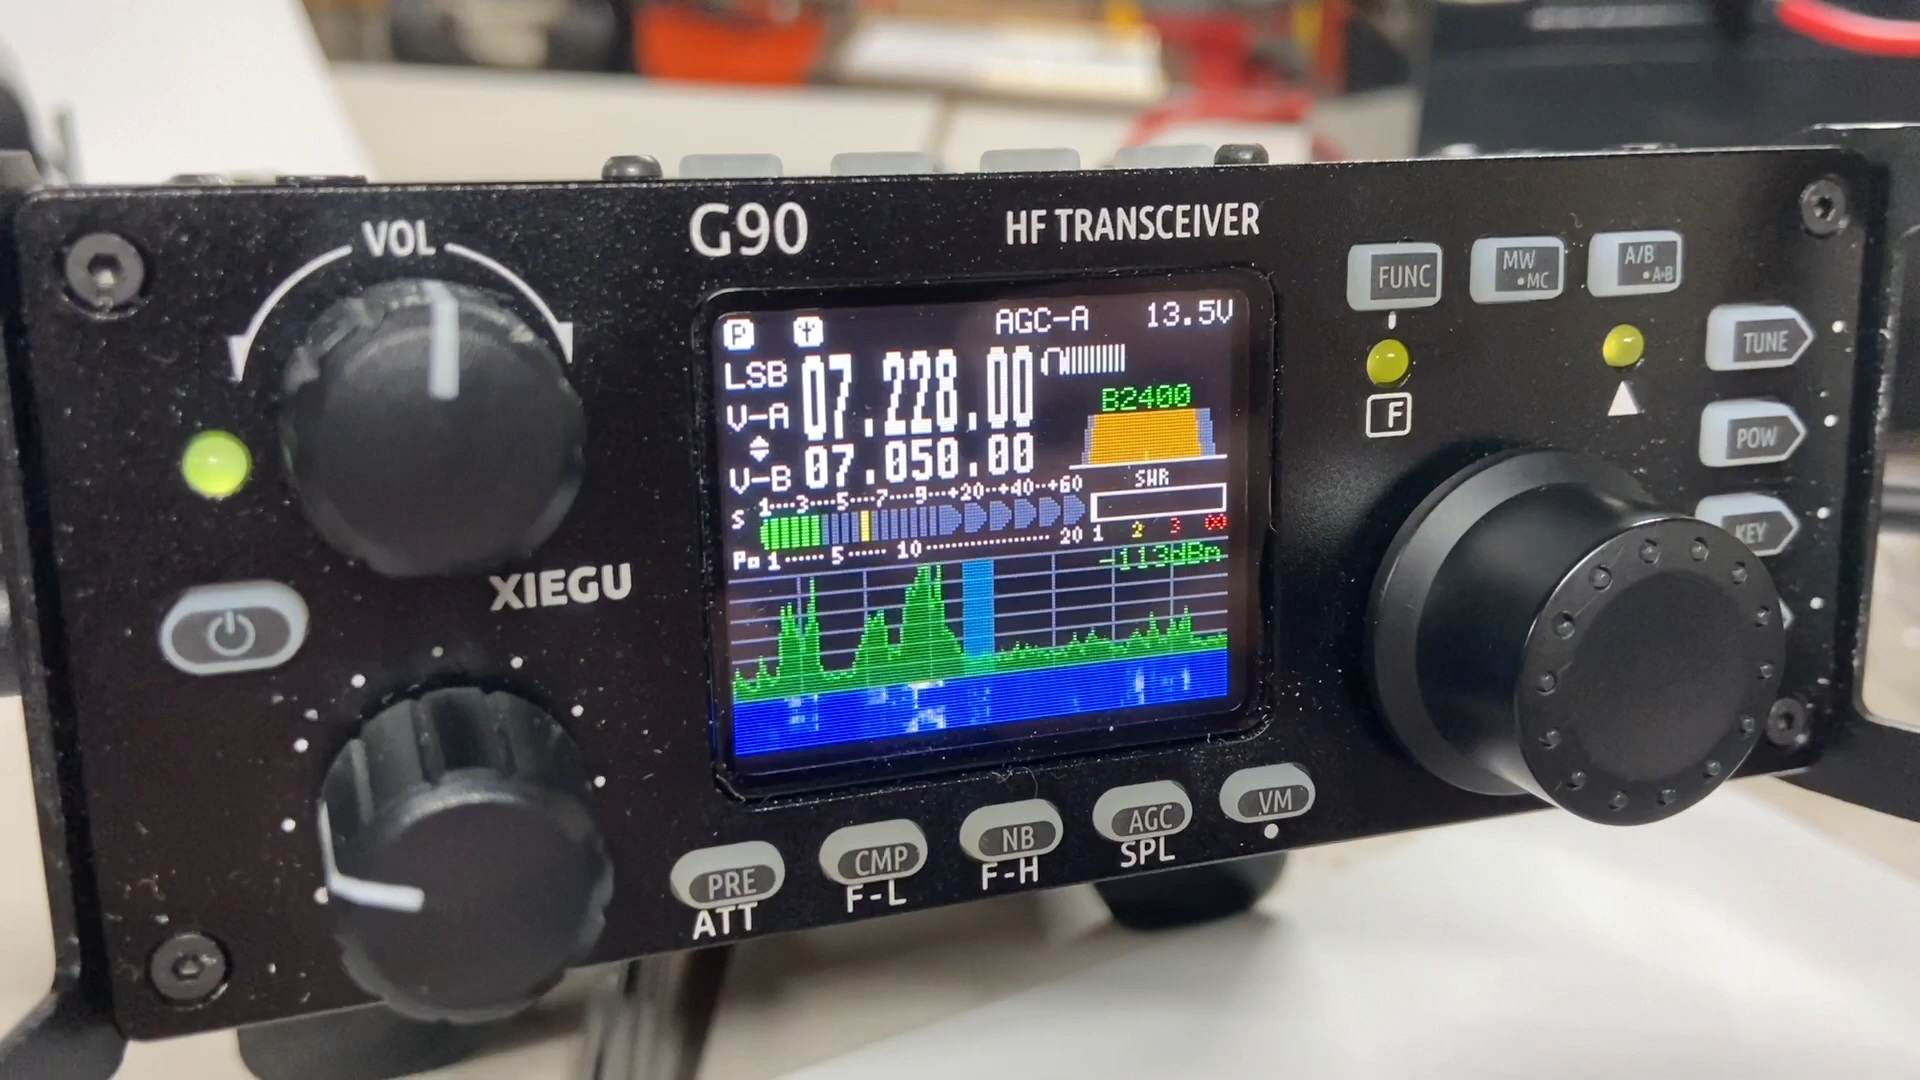 VOL
G90
HF TRANSCEIVER
FUNC
MW
•MC
A/B
•A=B
F
TUNE
POW
KEY
P
AGC-A
13.5V
LSB
07.228.00
V-A
B2400
V-B
07.050.00
SWR
1 2 3 ∞
S
1····3····5····7····9··+20··+40··+60
Po 1······5······10···············20
-113dBm
XIEGU
PRE
ATT
CMP
F-L
NB
F-H
AGC
SPL
VM